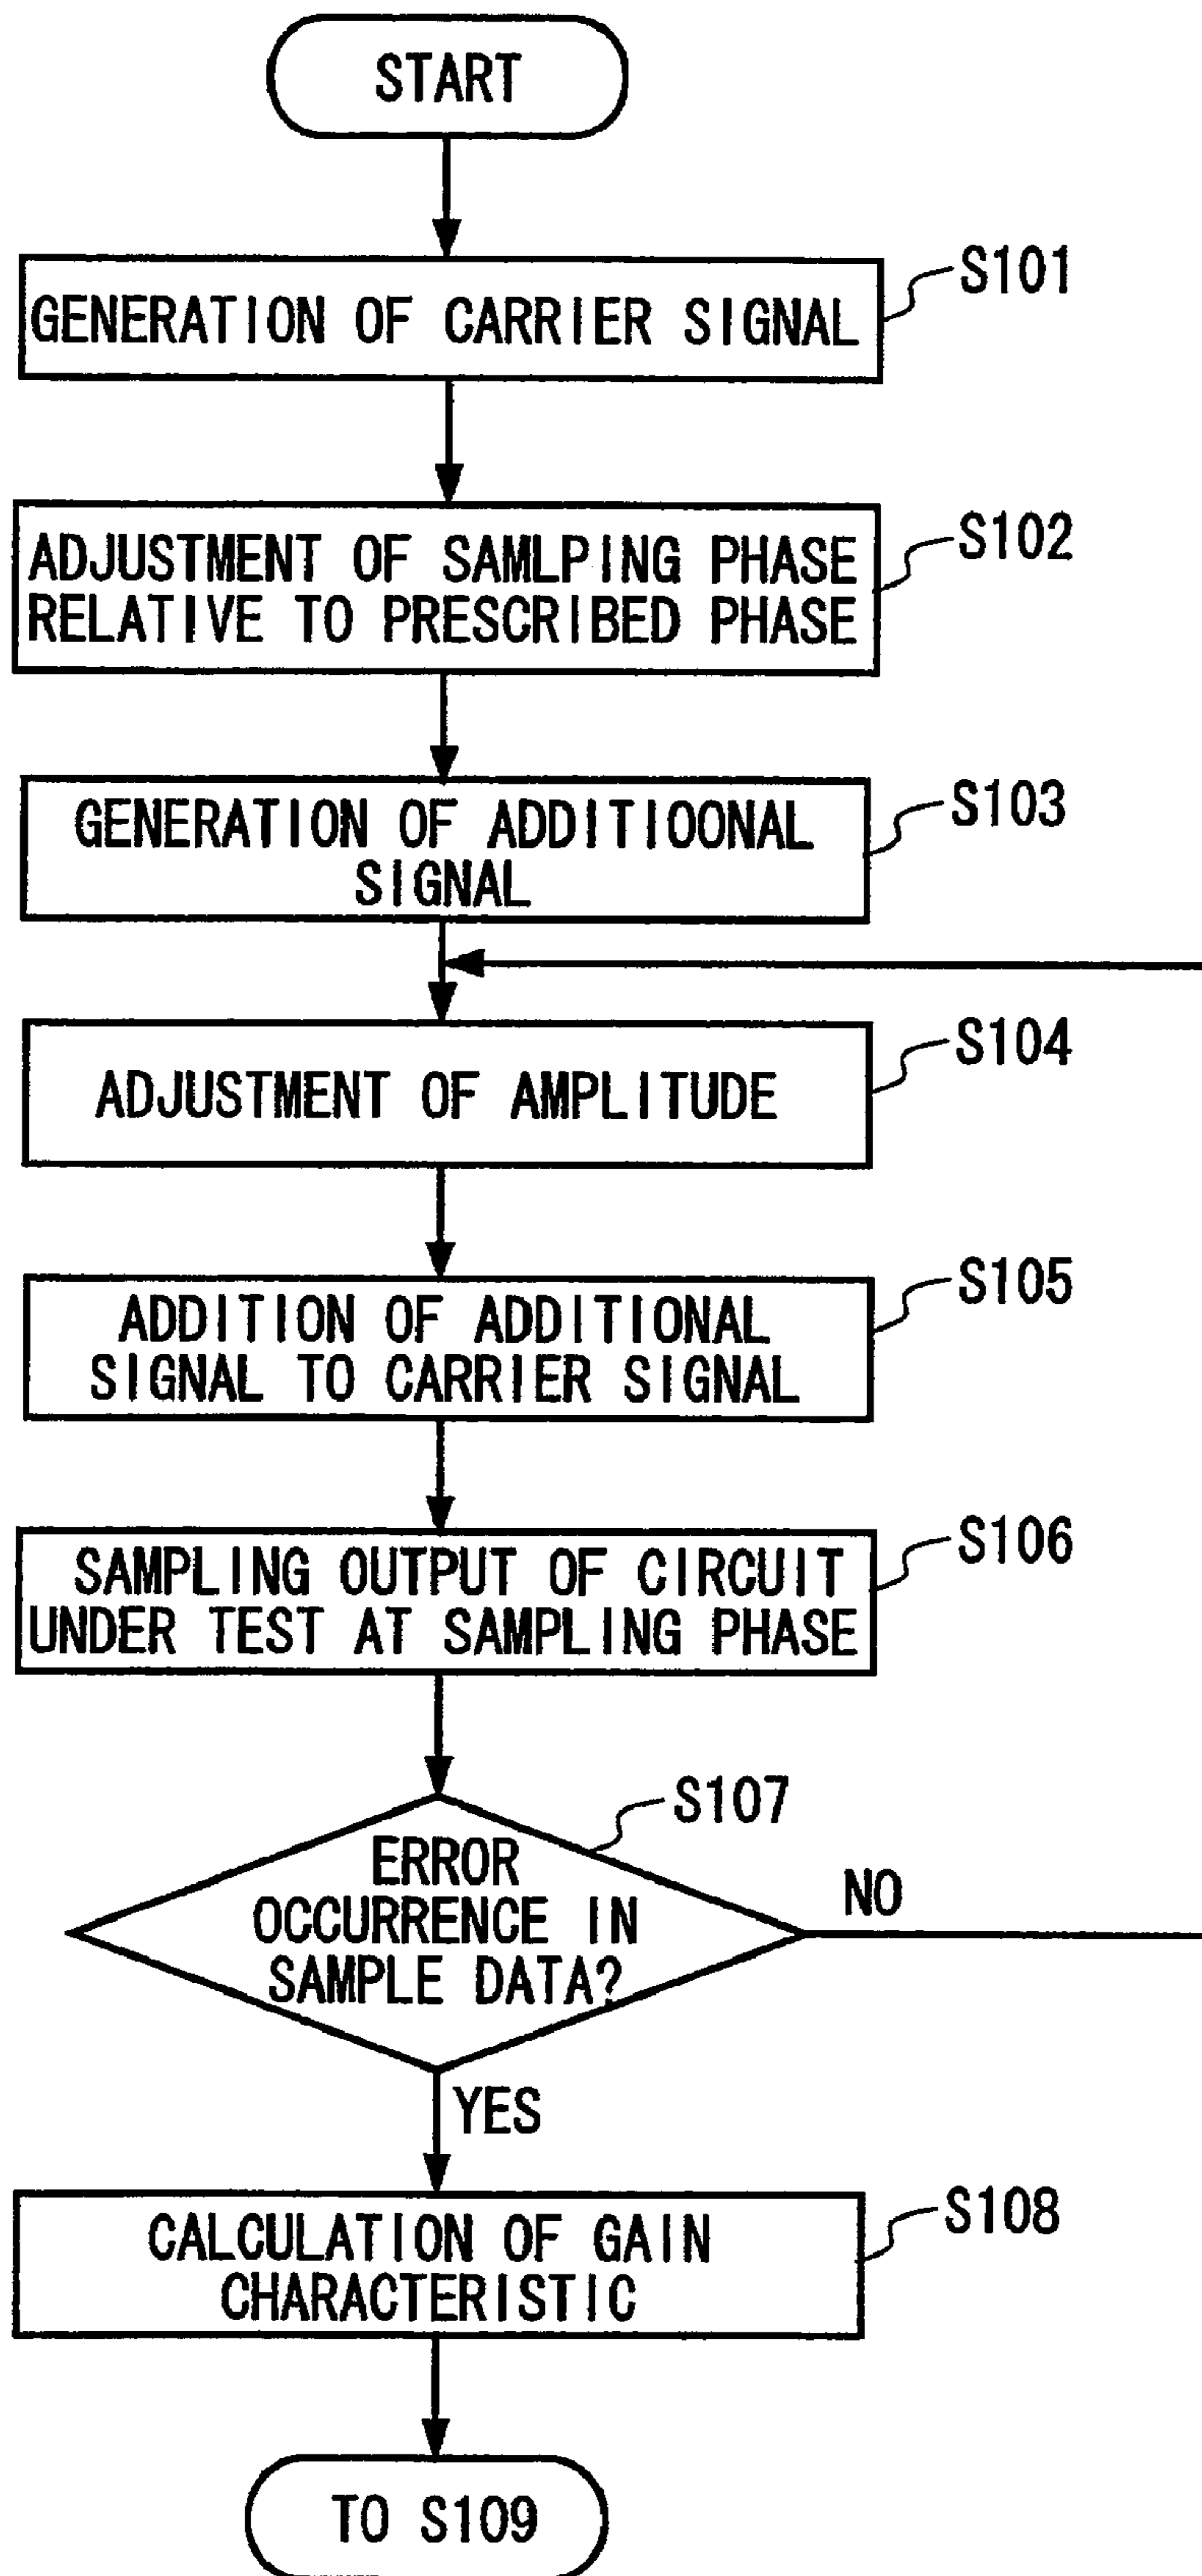 START
S101
GENERATION OF CARRIER SIGNAL
S102
ADJUSTMENT OF SAMLPING PHASE
RELATIVE TO PRESCRIBED PHASE
S103
GENERATION OF ADDITIOONAL
SIGNAL
S104
ADJUSTMENT OF AMPLITUDE
S105
ADDITION OF ADDITIONAL
SIGNAL TO CARRIER SIGNAL
S106
SAMPLING OUTPUT OF CIRCUIT
UNDER TEST AT SAMPLING PHASE
S107
ERROR
OCCURRENCE IN
SAMPLE DATA?
NO
YES
S108
CALCULATION OF GAIN
CHARACTERISTIC
TO S109